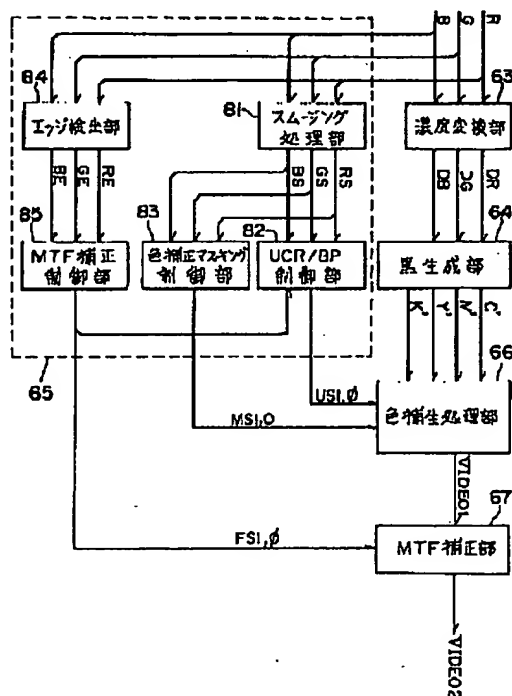 B G R
84
エッジ検出部
81
スムージング
処理部
63
濃度変換部
BE GE RE
BS GS RS
DB DG DR
85
MTF補正
制御部
83
色補正マスキング
制御部
82
UCR/BP
制御部
64
黒生成部
K" Y" M" C"
65
66
色補生処理部
USI,φ
MSI,O
VIDEO1
67
MTF補正部
FSI,φ
VIDEO2